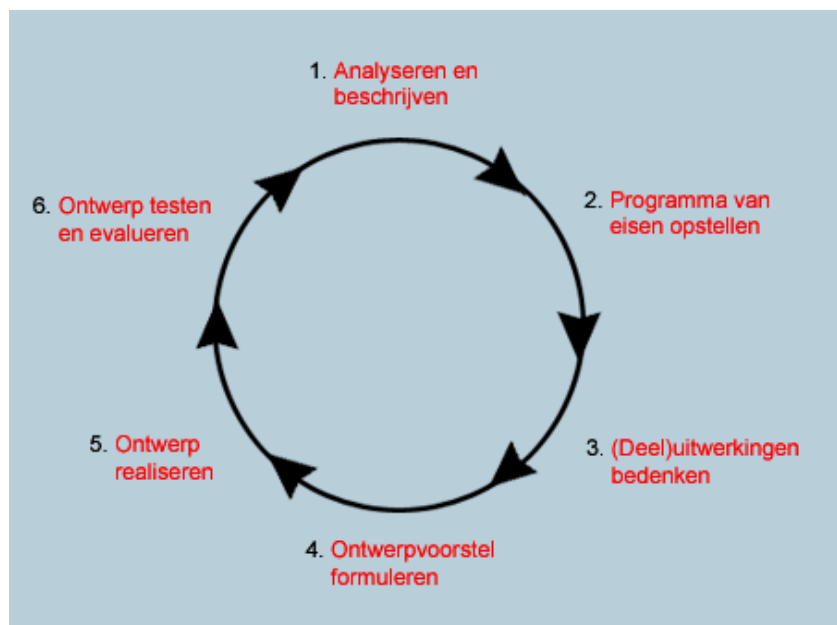 1. Analyseren en
beschrijven
2. Programma van
eisen opstellen
3. (Deel)uitwerkingen
bedenken
4. Ontwerpvoorstel
formuleren
5. Ontwerp
realiseren
6. Ontwerp testen
en evalueren